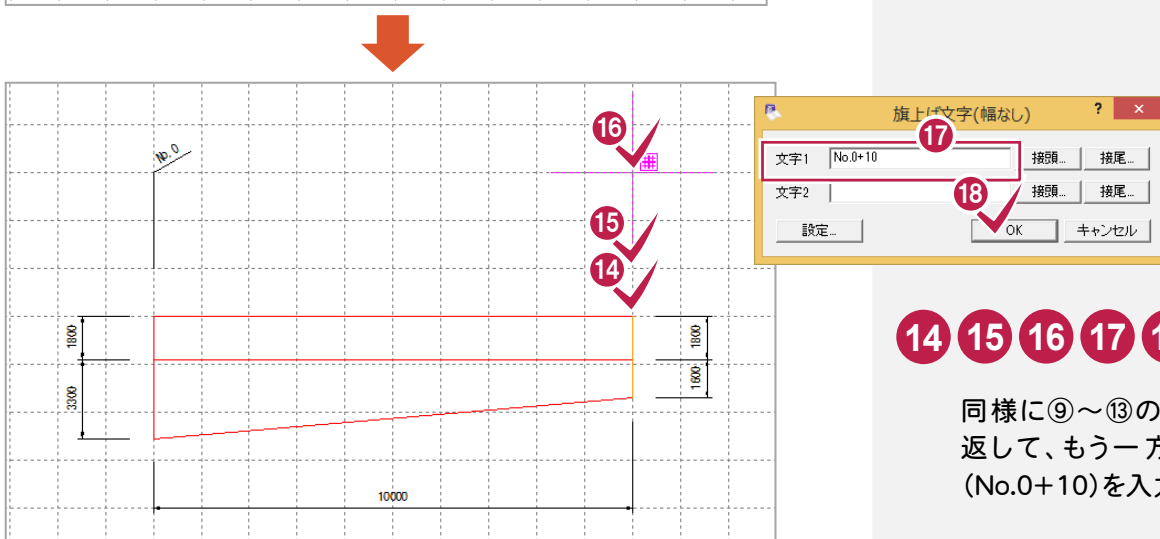 No.0
16
15
14
1800
3300
1800
1600
10000
旗上げ文字(幅なし) ? ×
17
文字1 No.0+10 接頭... 接尾...
文字2 18 接頭... 接尾...
設定... OK キャンセル
14 15 16 17
同様に⑨~⑬の
返して、もう一方
(No.0+10)を入